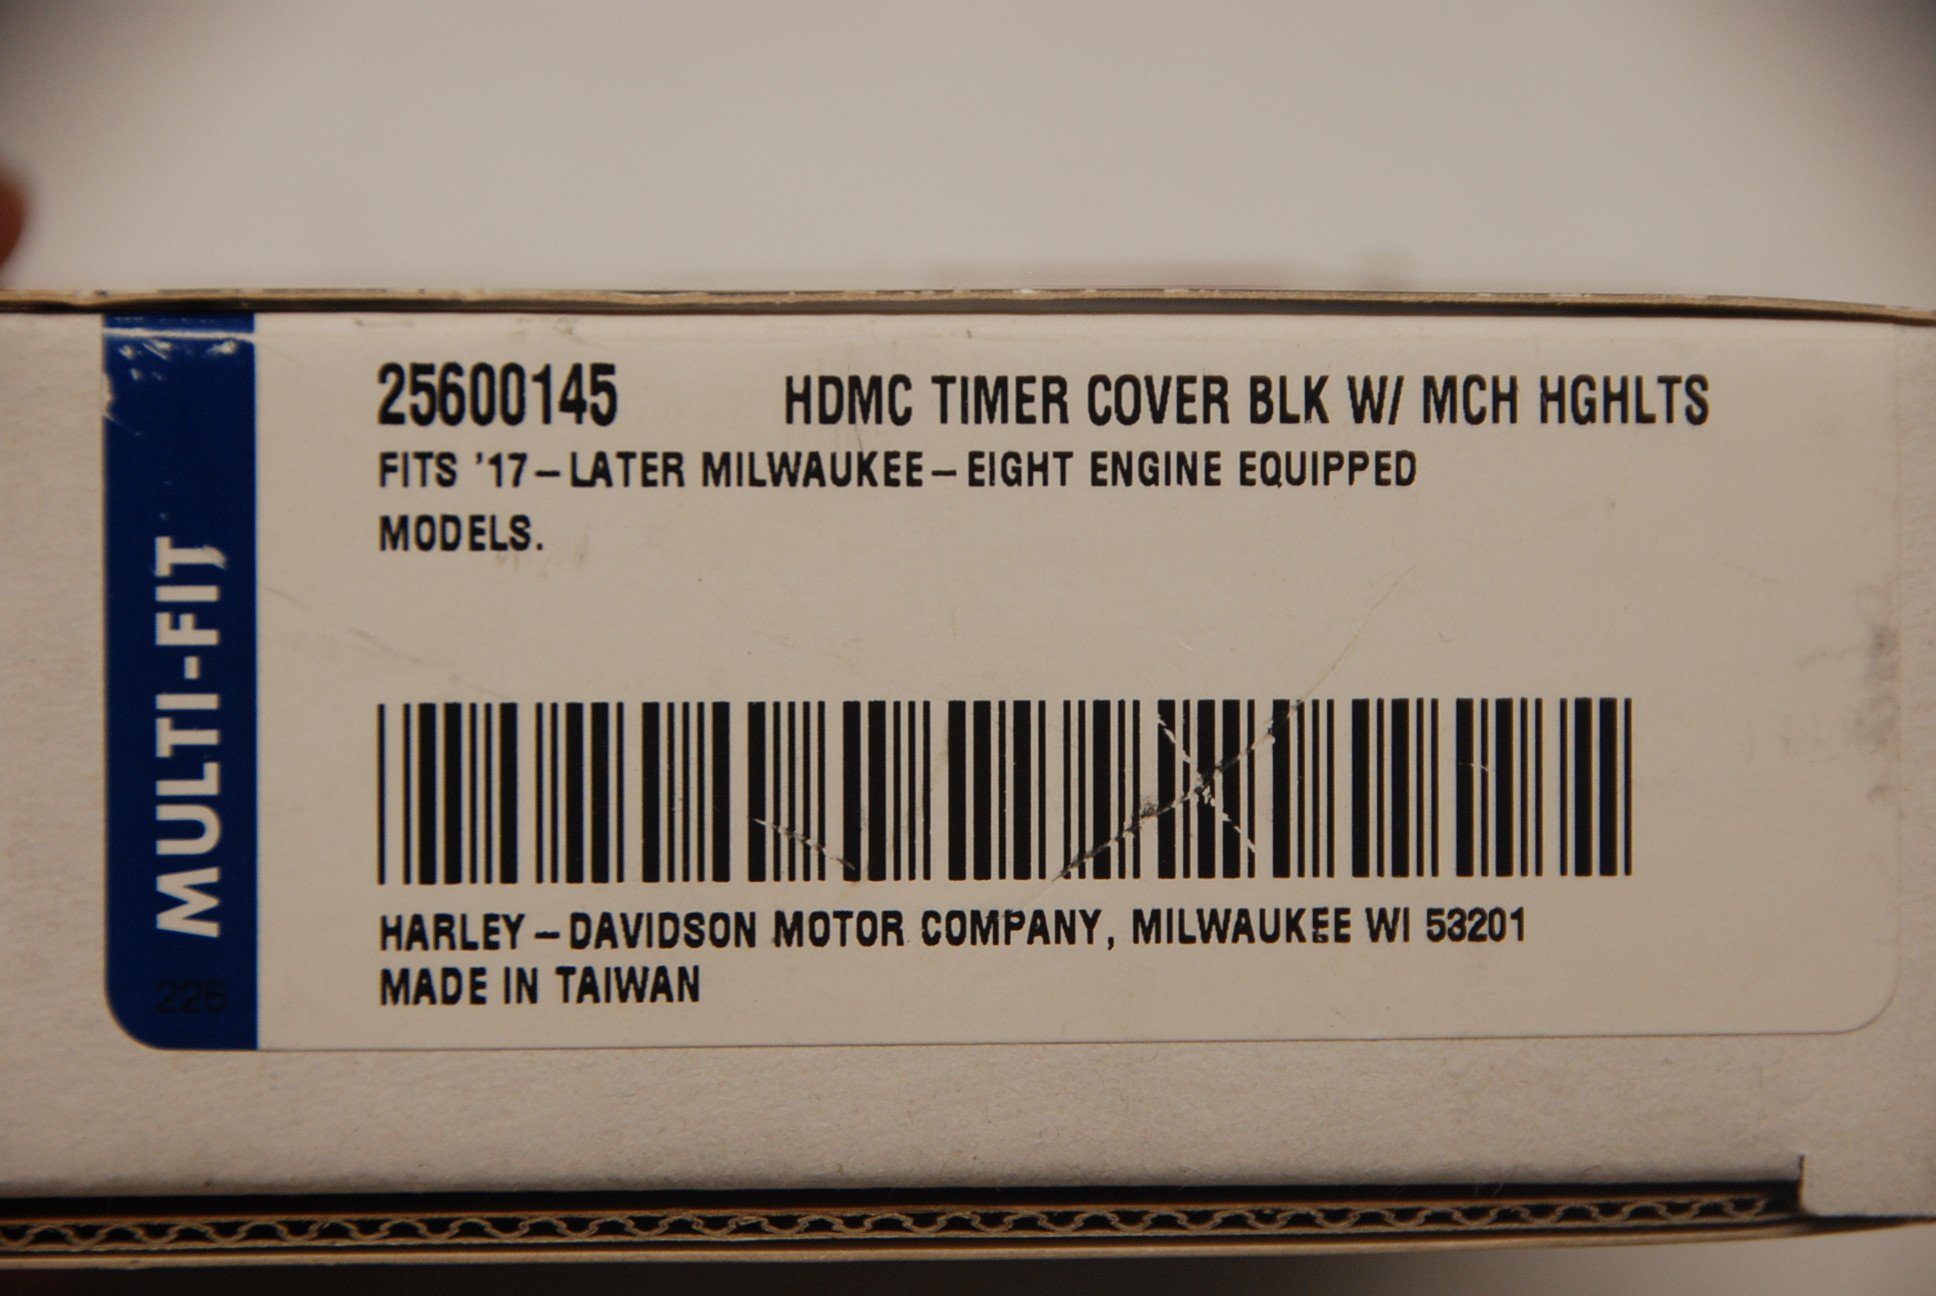 25600145 HDMC TIMER COVER BLK W/ MCH HGHLTS
FITS '17-LATER MILWAUKEE-EIGHT ENGINE EQUIPPED
MODELS.
HARLEY-DAVIDSON MOTOR COMPANY, MILWAUKEE WI 53201
MADE IN TAIWAN
MULTI-FIT
226